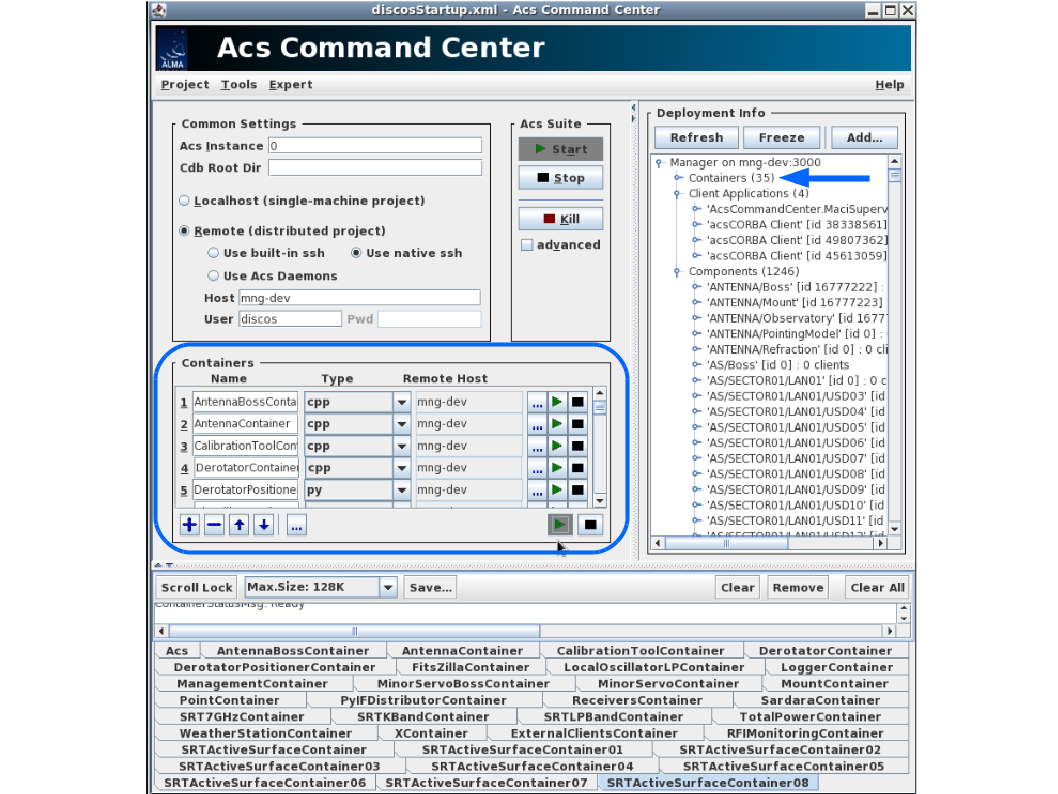 discosStartup.xml - Acs Command Center
ALMA
Acs Command Center
Project Tools Expert Help
Common Settings
Acs Instance 0
Cdb Root Dir
Localhost (single-machine project)
Remote (distributed project)
Use built-in ssh Use native ssh
Use Acs Daemons
Host mng-dev
User discos Pwd
Acs Suite
Start
Stop
Kill
advanced
Containers
Name Type Remote Host
1 AntennaBossConta cpp mng-dev ...
2 AntennaContainer cpp mng-dev ...
3 CalibrationToolCon cpp mng-dev ...
4 DerotatorContainer cpp mng-dev ...
5 DerotatorPositione py mng-dev ...
...
Deployment Info
Refresh Freeze Add...
Manager on mng-dev:3000
Containers (35)
Client Applications (4)
'AcsCommandCenter.MaciSuperv
'acsCORBA Client' [id 38338561]
'acsCORBA Client' [id 49807362]
'acsCORBA Client' [id 45613059]
Components (1246)
'ANTENNA/Boss' [id 16777222] :
'ANTENNA/Mount' [id 16777223]
'ANTENNA/Observatory' [id 1677
'ANTENNA/PointingModel' [id 0] :
'ANTENNA/Refraction' [id 0] : 0 cli
'AS/Boss' [id 0] : 0 clients
'AS/SECTOR01/LAN01' [id 0] : 0 c
'AS/SECTOR01/LAN01/USD03' [id
'AS/SECTOR01/LAN01/USD04' [id
'AS/SECTOR01/LAN01/USD05' [id
'AS/SECTOR01/LAN01/USD06' [id
'AS/SECTOR01/LAN01/USD07' [id
'AS/SECTOR01/LAN01/USD08' [id
'AS/SECTOR01/LAN01/USD09' [id
'AS/SECTOR01/LAN01/USD10' [id
'AS/SECTOR01/LAN01/USD11' [id
'AS/SECTOR01/LAN01/USD12' [id
Scroll Lock Max.Size: 128K Save... Clear Remove Clear All
ContainerStatusMsg: Ready
Acs AntennaBossContainer AntennaContainer CalibrationToolContainer DerotatorContainer
DerotatorPositionerContainer FitsZillaContainer LocalOscillatorLPContainer LoggerContainer
ManagementContainer MinorServoBossContainer MinorServoContainer MountContainer
PointContainer PyIFDistributorContainer ReceiversContainer SardaraContainer
SRT7GHzContainer SRTKBandContainer SRTLPBandContainer TotalPowerContainer
WeatherStationContainer XContainer ExternalClientsContainer RFIMonitoringContainer
SRTActiveSurfaceContainer SRTActiveSurfaceContainer01 SRTActiveSurfaceContainer02
SRTActiveSurfaceContainer03 SRTActiveSurfaceContainer04 SRTActiveSurfaceContainer05
SRTActiveSurfaceContainer06 SRTActiveSurfaceContainer07 SRTActiveSurfaceContainer08